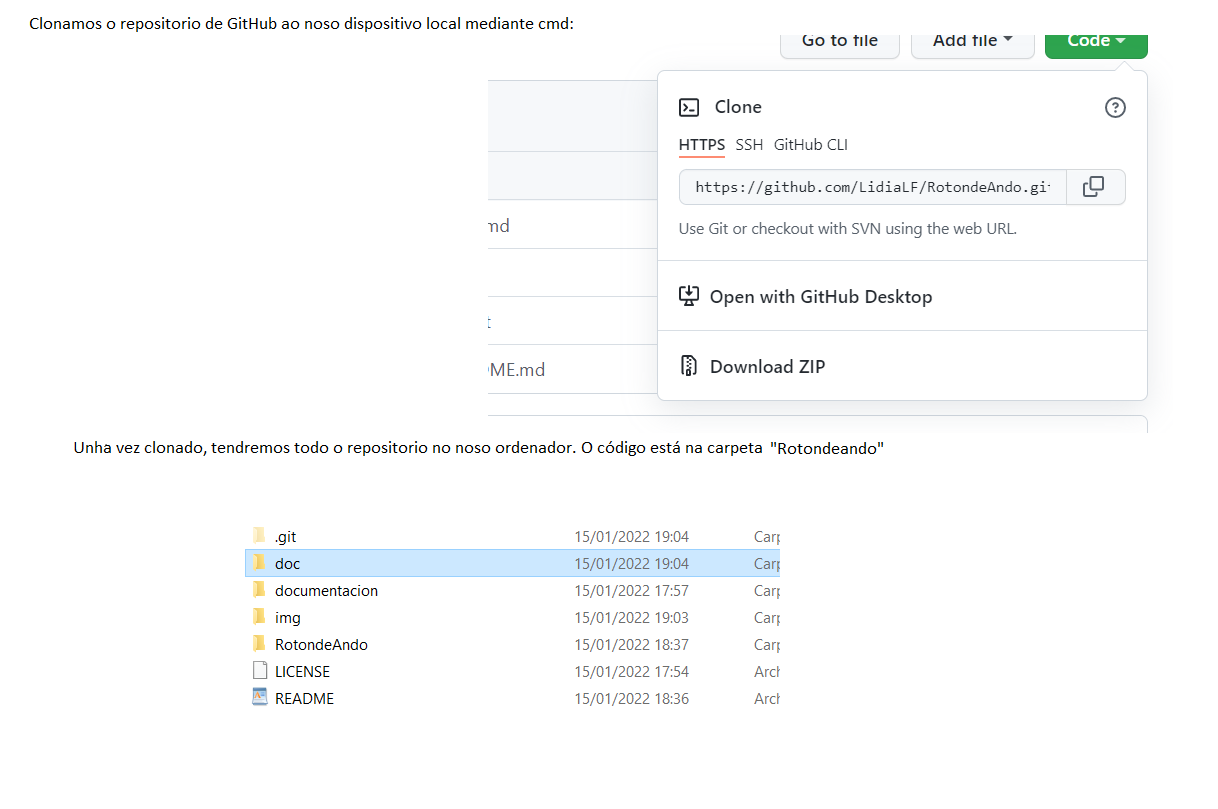 Clonamos o repositorio de GitHub ao noso dispositivo local mediante cmd:
Go to file Add file Code
Clone
HTTPS SSH GitHub CLI
https://github.com/LidiaLF/RotondeAndo.gi
md
Use Git or checkout with SVN using the web URL.
Open with GitHub Desktop
ME.md
Download ZIP
Unha vez clonado, tendremos todo o repositorio no noso ordenador. O código está na carpeta "Rotondeando"
.git 15/01/2022 19:04 Carp
doc 15/01/2022 19:04 Carp
documentacion 15/01/2022 17:57 Carp
img 15/01/2022 19:03 Carp
RotondeAndo 15/01/2022 18:37 Carp
LICENSE 15/01/2022 17:54 Arch
README 15/01/2022 18:36 Arch